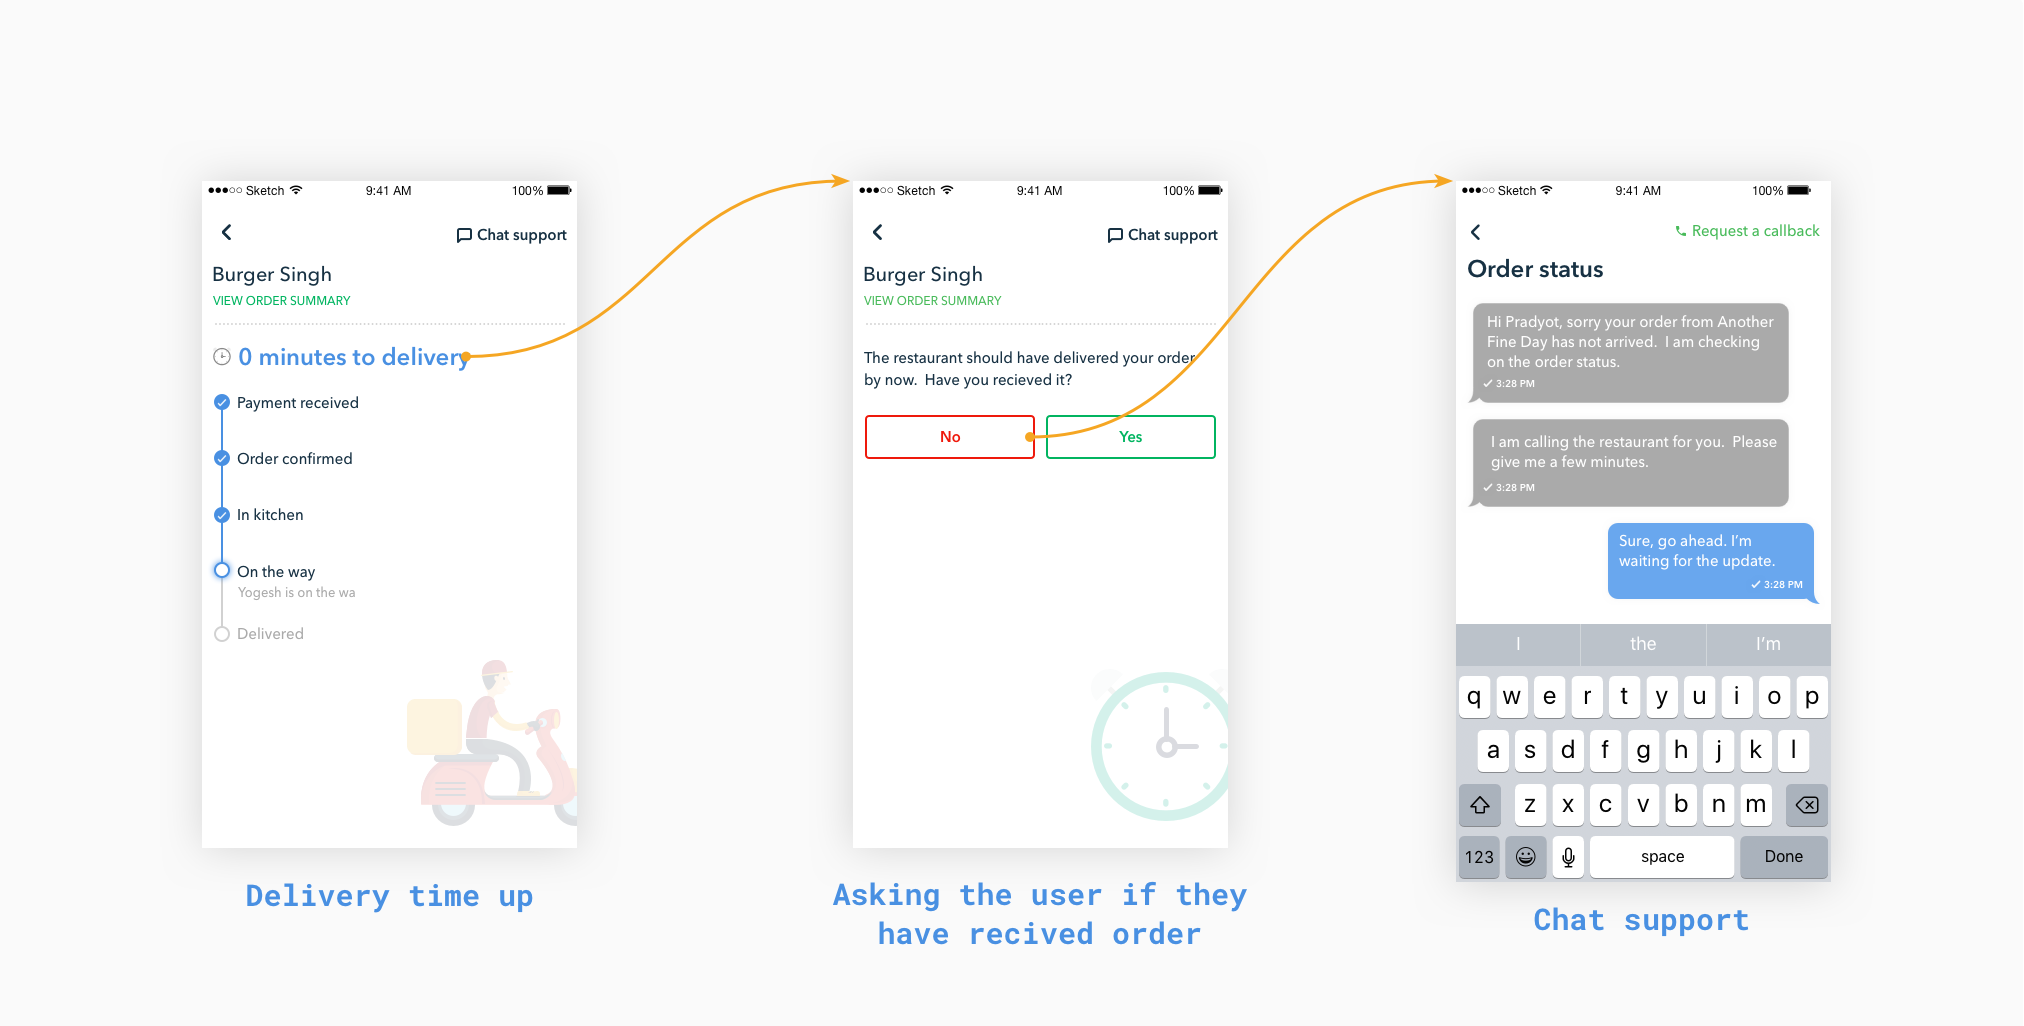 Sketch 9:41 AM 100%
Chat support
Burger Singh
VIEW ORDER SUMMARY
0 minutes to delivery
Payment received
Order confirmed
In kitchen
On the way
Yogesh is on the wa
Delivered
Delivery time up
Sketch 9:41 AM 100%
Chat support
Burger Singh
VIEW ORDER SUMMARY
The restaurant should have delivered your order
by now. Have you recieved it?
No Yes
Asking the user if they
have recived order
Sketch 9:41 AM 100%
Request a callback
Order status
Hi Pradyot, sorry your order from Another
Fine Day has not arrived. I am checking
on the order status.
3:28 PM
I am calling the restaurant for you. Please
give me a few minutes.
3:28 PM
Sure, go ahead. I'm
waiting for the update.
3:28 PM
I the I'm
q w e r t y u i o p
a s d f g h j k l
z x c v b n m
123 space Done
Chat support